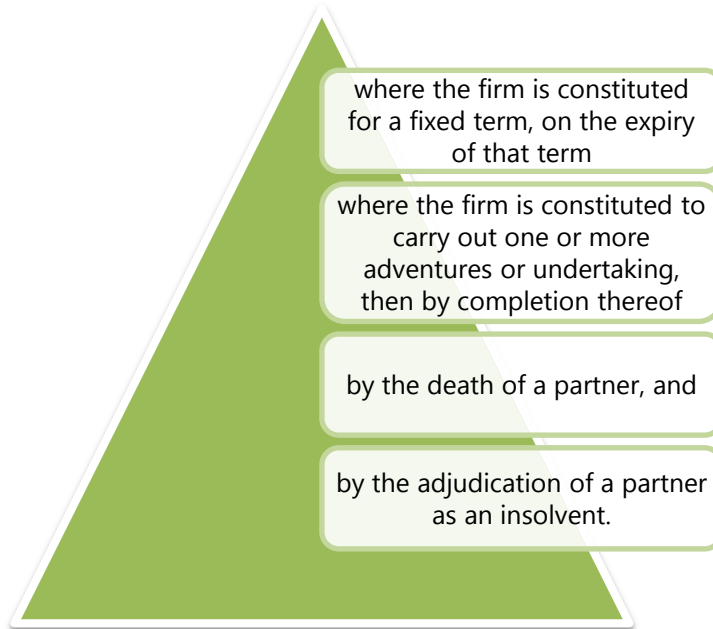 where the firm is constituted
for a fixed term, on the expiry
of that term
where the firm is constituted to
carry out one or more
adventures or undertaking,
then by completion thereof
by the death of a partner, and
by the adjudication of a partner
as an insolvent.